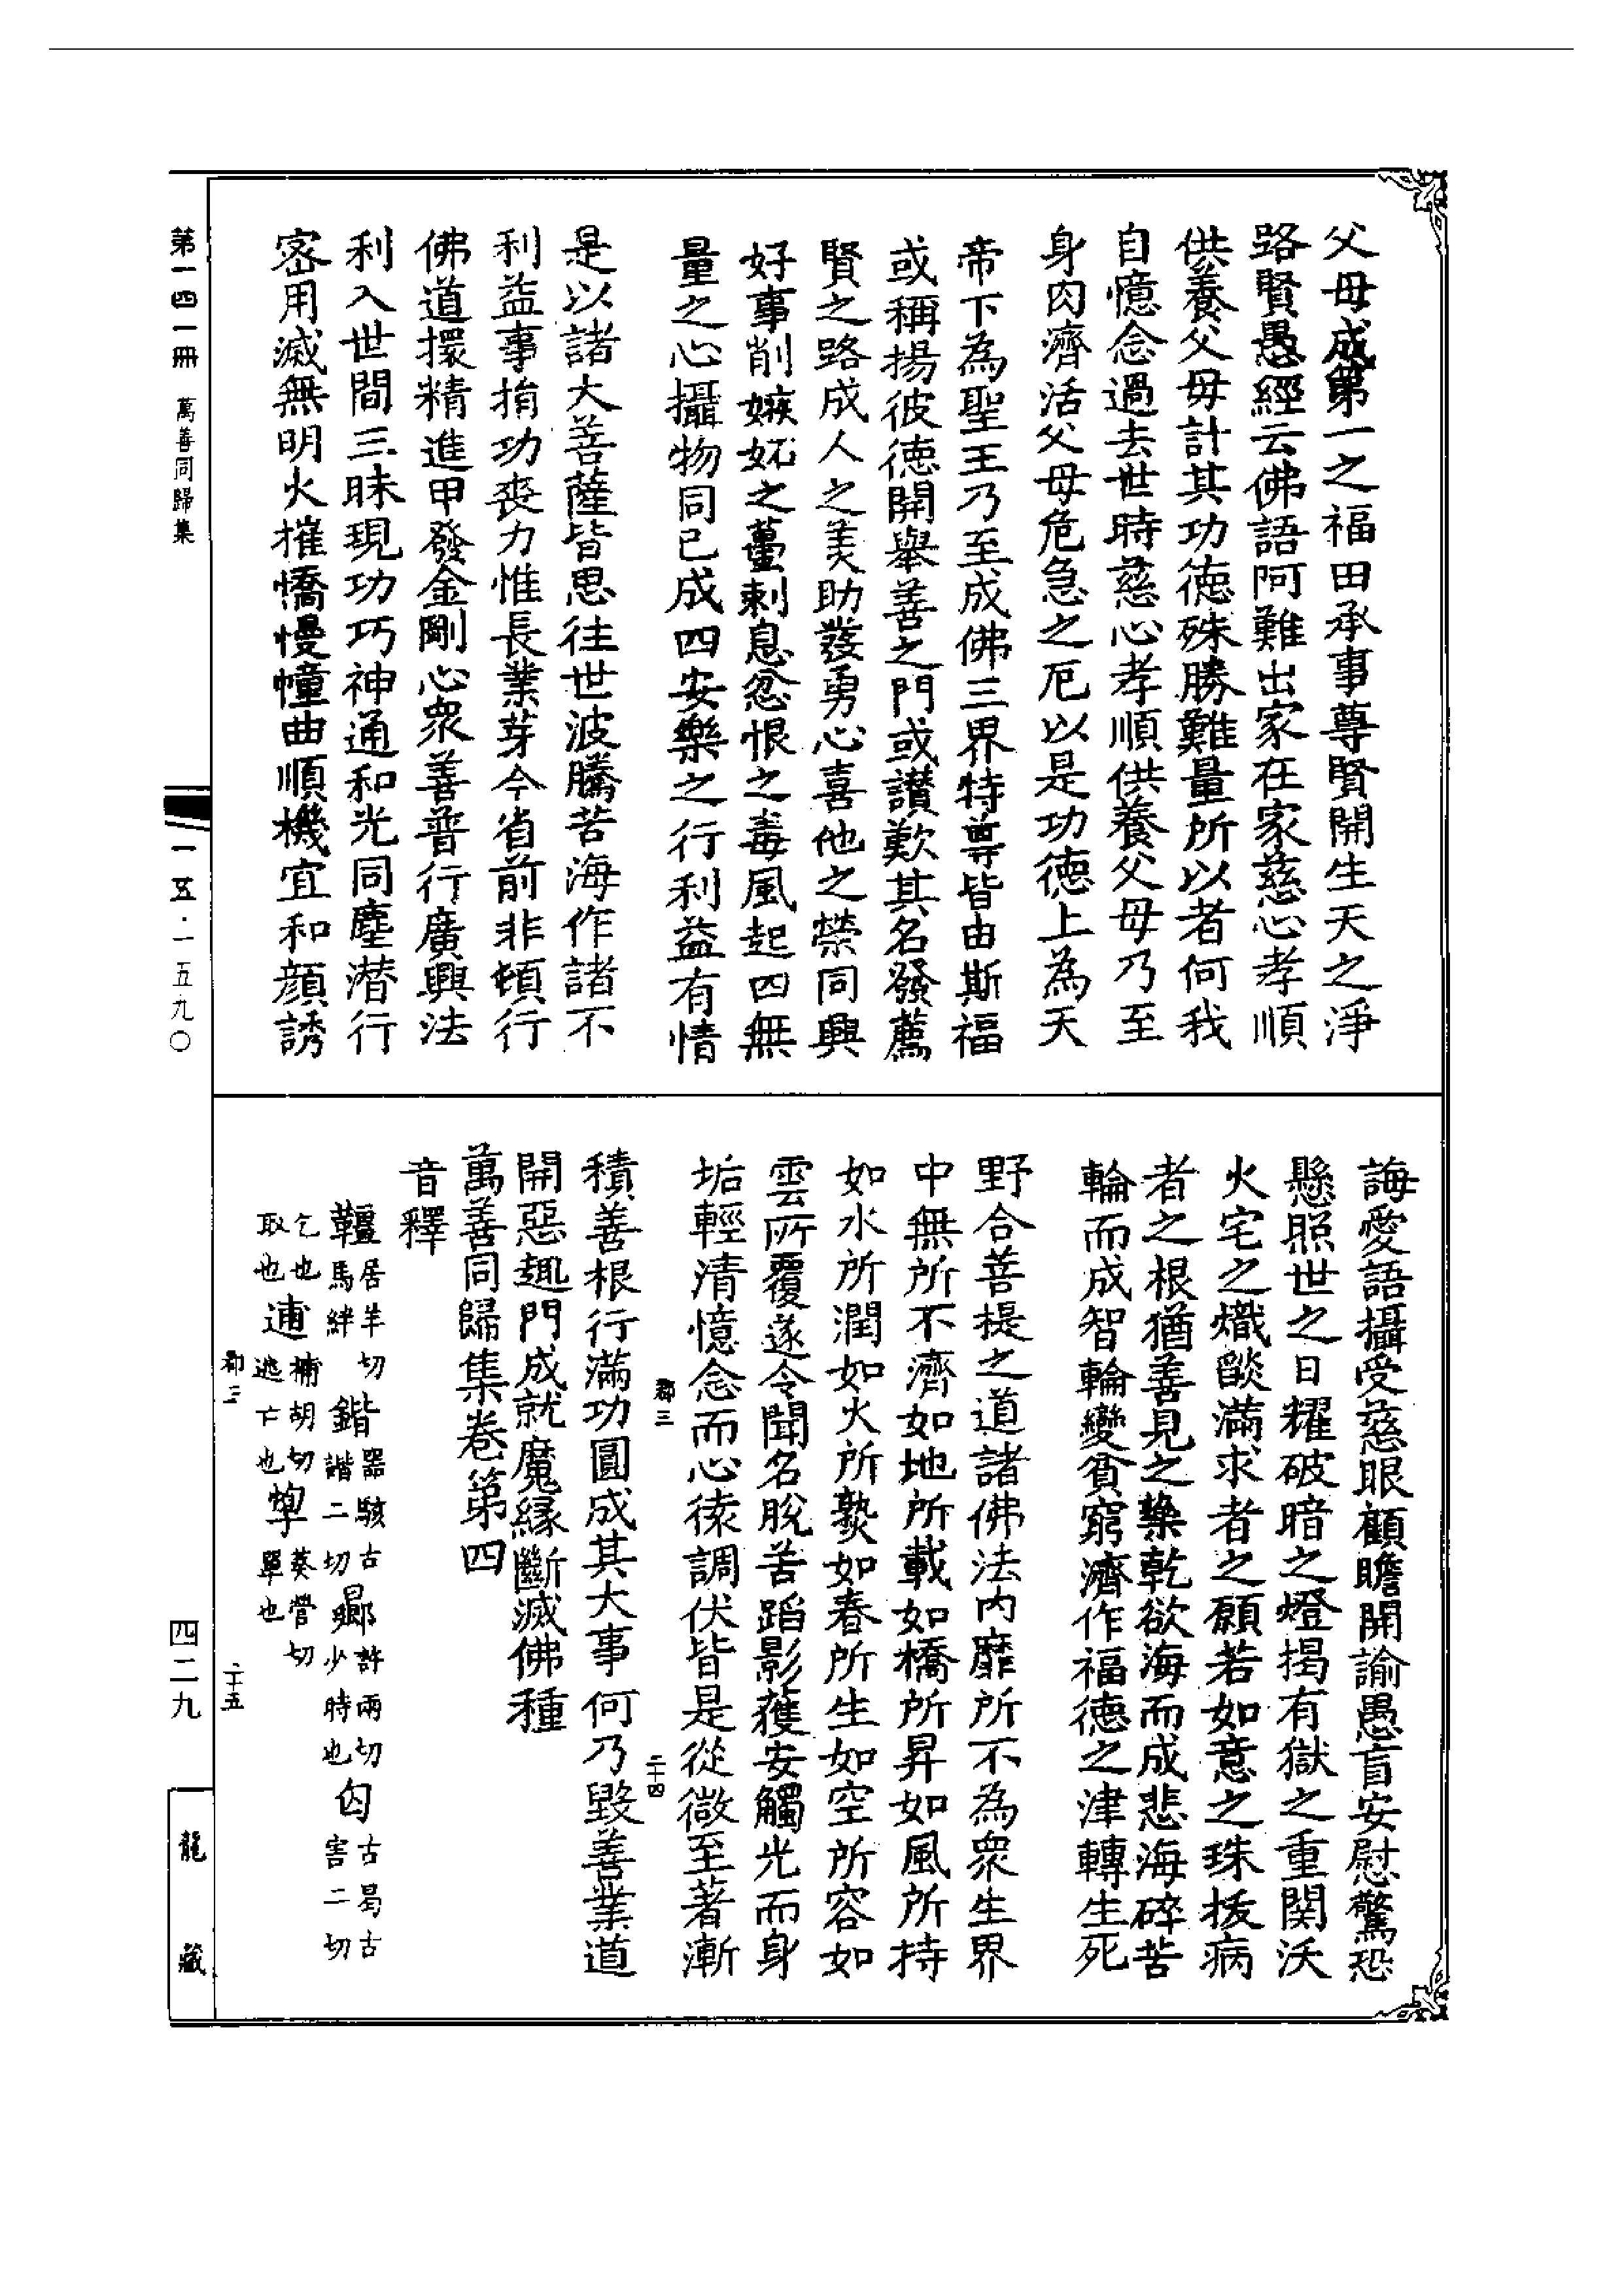 父母成第一之福田承事尊賢開生天之淨
路賢愚經云佛語阿難出家在家慈心孝順
供養父母計其功德殊勝難量所以者何我
自憶念過去世時慈心孝順供養父母乃至
身肉濟活父母危急之厄以是功德上為天
帝下為聖王乃至成佛三界特尊皆由斯福
或稱揚彼德開舉善之門或讚歎其名發薦
賢之路成人之美助發勇心喜他之榮同興
好事削嫉妬之蠆刺息忿恨之毒風起四無
量之心攝物同已成四安樂之行利益有情
是以諸大菩薩皆思往世波騰苦海作諸不
利益事捐功喪力惟長業芽今省前非頓行
佛道擐精進甲發金剛心眾善普行廣興法
利入世間三昧現功巧神通和光同塵潛行
密用滅無明火摧憍慢幢曲順機宜和顏誘
誨愛語攝受慈眼顧瞻開諭愚盲安慰驚恐
懸照世之日耀破暗之燈揭有獄之重關沃
火宅之熾燄滿求者之願若如意之珠拔病
者之根猶善見之藥乾欲海而成悲海碎苦
輪而成智輪變貧窮濟作福德之津轉生死
野合菩提之道諸佛法內靡所不為眾生界
中無所不濟如地所載如橋所昇如風所持
如水所潤如火所爇如春所生如空所容如
雲所覆遂令聞名脫苦蹈影獲安觸光而身
垢輕清憶念而心猿調伏皆是從微至著漸
郡三
二十四
積善根行滿功圓成其大事何乃毀善業道
開惡趣門成就魔緣斷滅佛種
萬善同歸集卷第四
音釋
韁居羊切馬絆鍇器駭古諧二切曏許兩切少時也匃古曷古害二切
乞也取也逋補胡切逃亡也惸葵營切單也
郡三
二十五
第一四一冊 萬善同歸集
一五·一五九〇
四二九
龍藏